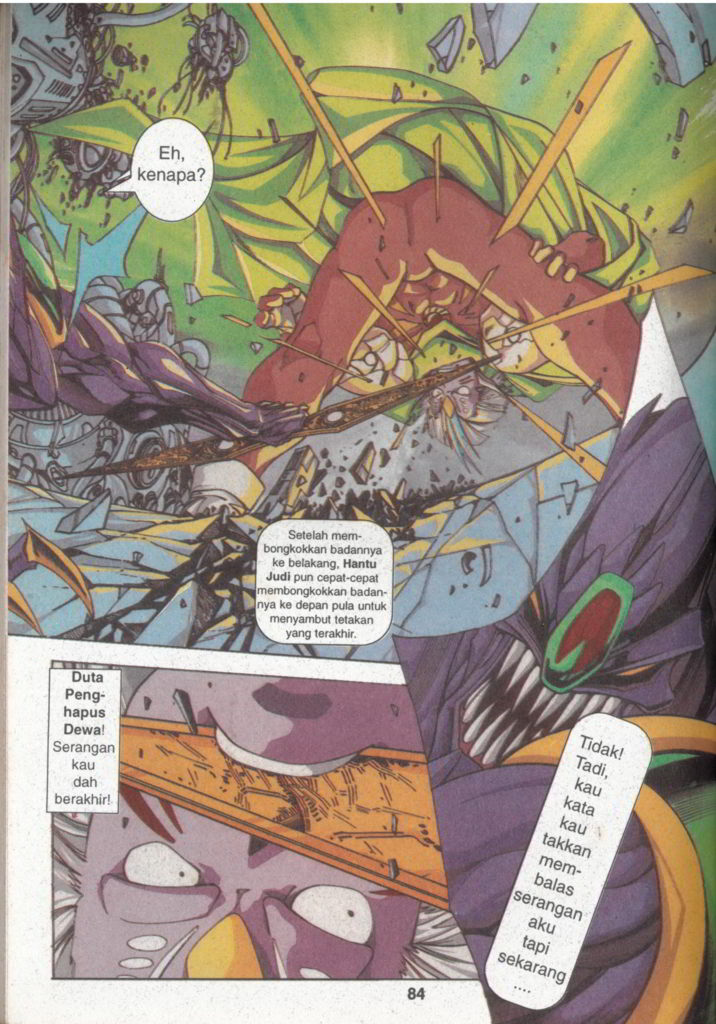 Eh,
kenapa?
Setelah mem-
bongkokkan badannya
ke belakang, Hantu
Judi pun cepat-cepat
membongkokkan badan-
nya ke depan pula untuk
menyambut tetakan
yang terakhir.
Duta
Peng-
hapus
Dewa!
Serangan
kau
dah
berakhir!
Tidak!
Tadi,
kau
kata
kau
takkan
mem-
balas
serangan
aku
tapi
sekarang
....
84